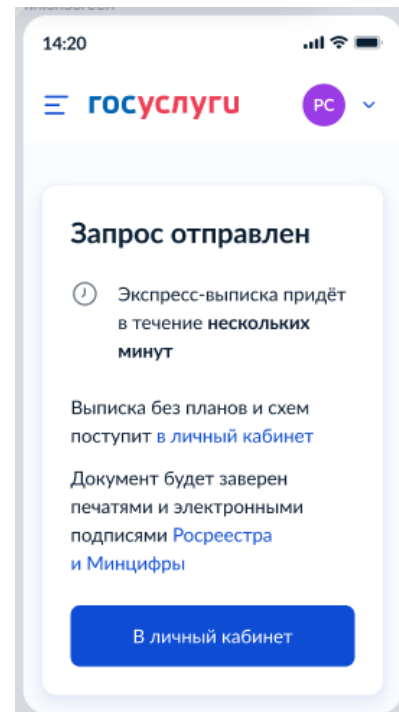 14:20
госуслуги
РС
Запрос отправлен
Экспресс-выписка придёт
в течение нескольких
минут
Выписка без планов и схем
поступит в личный кабинет
Документ будет заверен
печатями и электронными
подписями Росреестра
и Минцифры
В личный кабинет